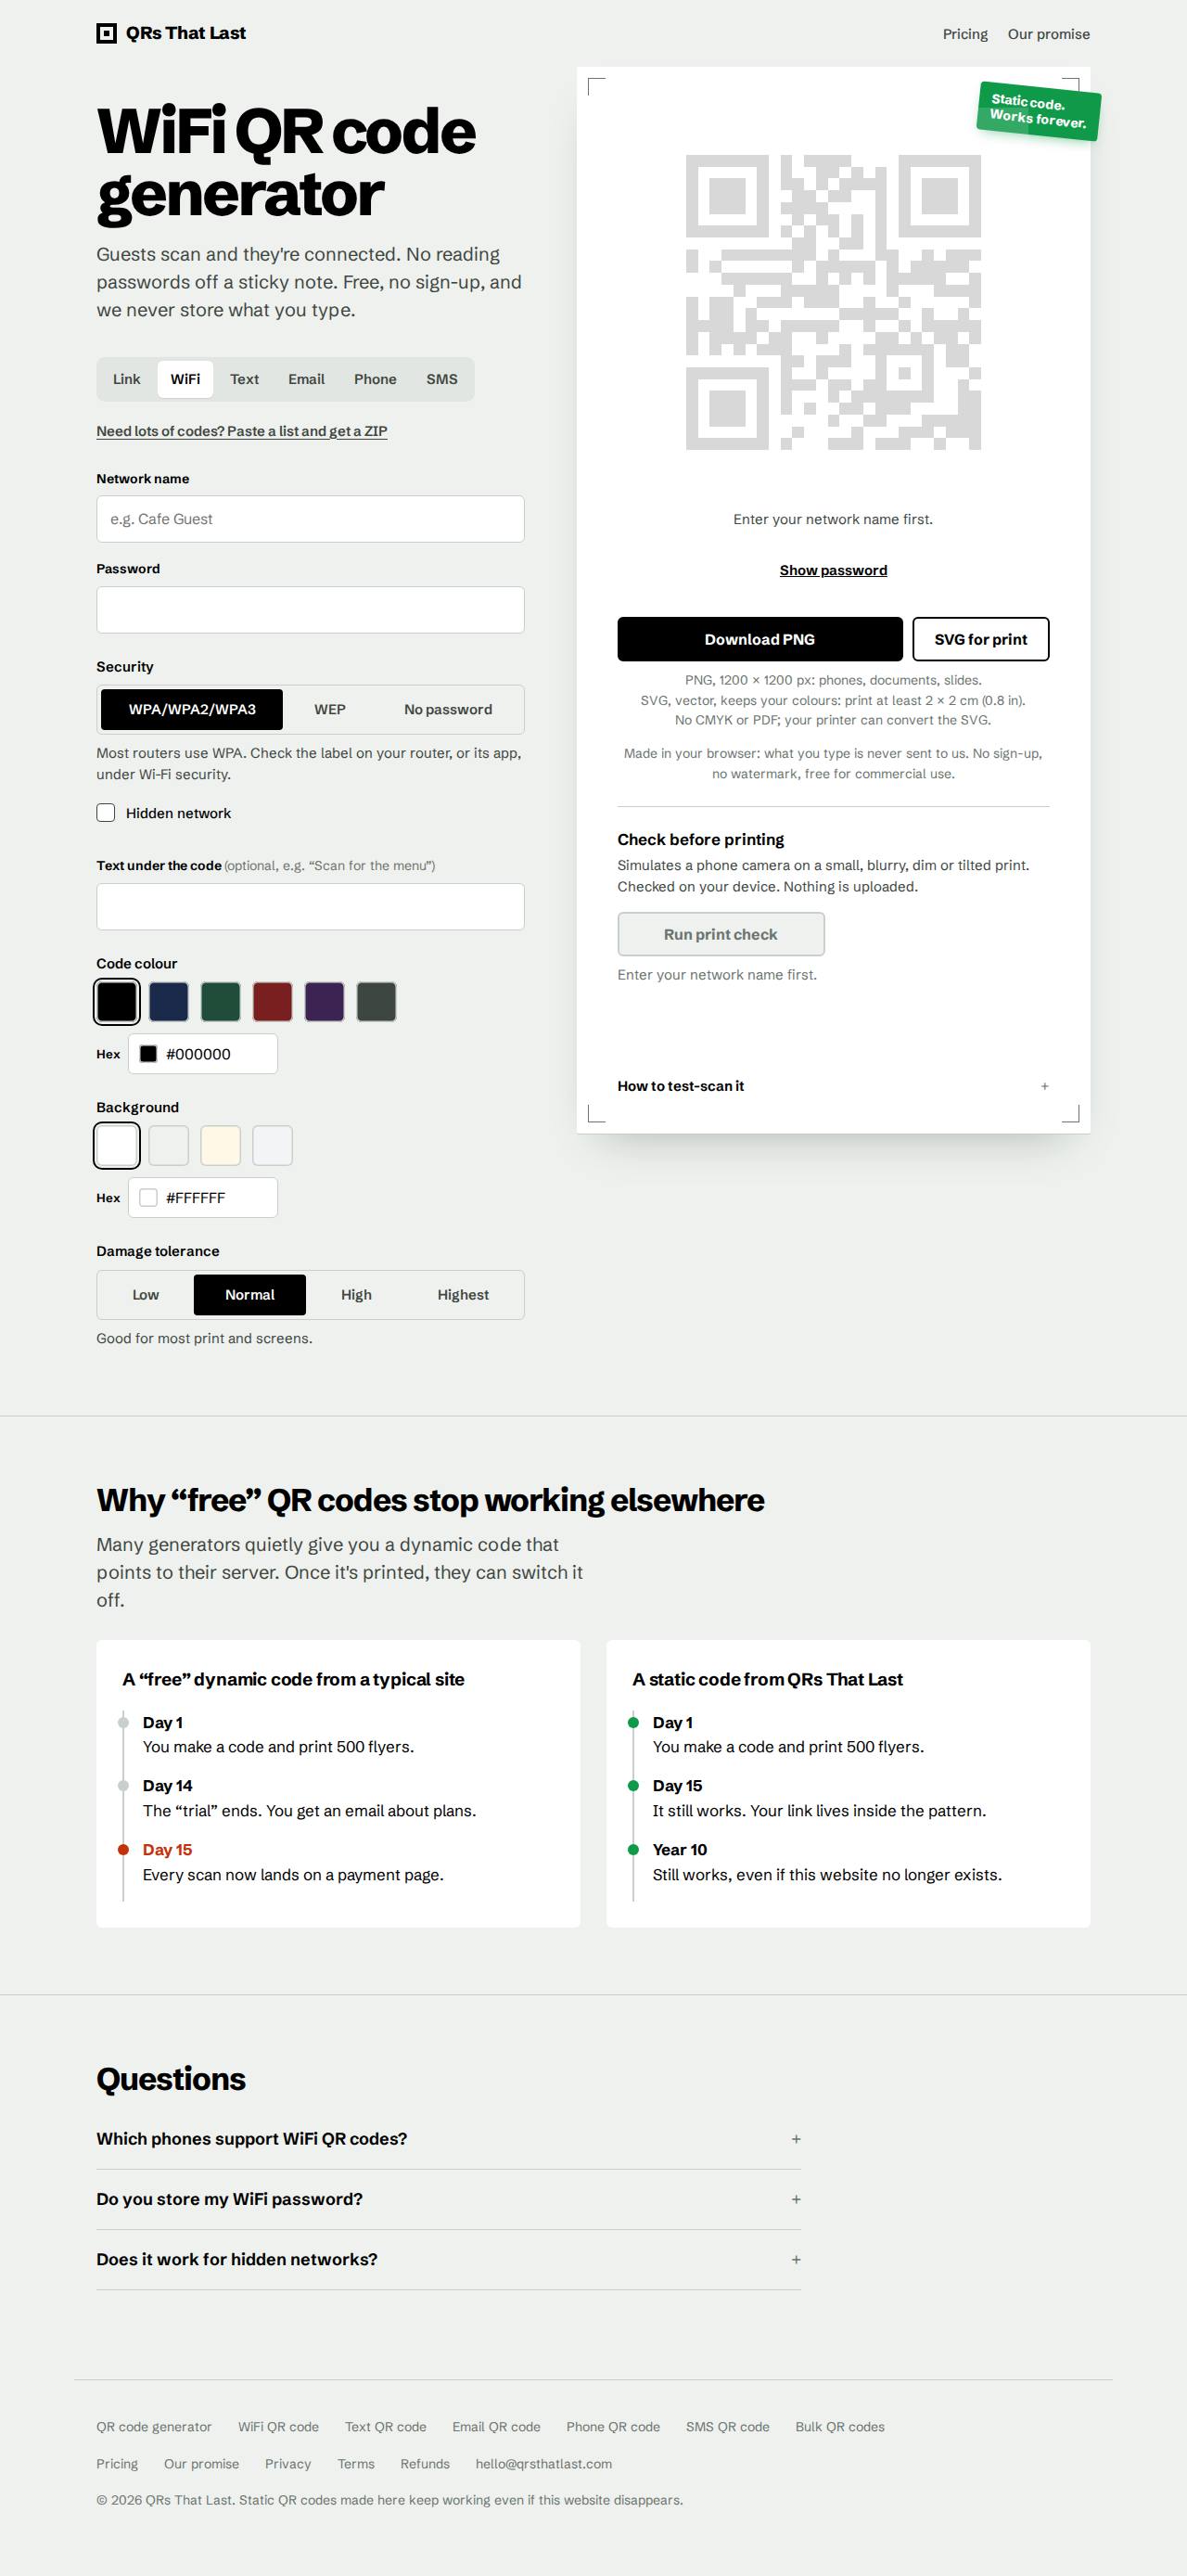 QRs That Last
Pricing
Our promise
WiFi QR code
generator
Guests scan and they're connected. No reading
passwords off a sticky note. Free, no sign-up, and
we never store what you type.
Link
WiFi
Text
Email
Phone
SMS
Need lots of codes? Paste a list and get a ZIP
Network name
e.g. Cafe Guest
Password
Security
WPA/WPA2/WPA3
WEP
No password
Most routers use WPA. Check the label on your router, or its app,
under Wi-Fi security.
Hidden network
Text under the code (optional, e.g. “Scan for the menu”)
Code colour
Hex
#000000
Background
Hex
#FFFFFF
Damage tolerance
Low
Normal
High
Highest
Good for most print and screens.
Static code.
Works forever.
Enter your network name first.
Show password
Download PNG
SVG for print
PNG, 1200 × 1200 px: phones, documents, slides.
SVG, vector, keeps your colours: print at least 2 × 2 cm (0.8 in).
No CMYK or PDF; your printer can convert the SVG.
Made in your browser: what you type is never sent to us. No sign-up,
no watermark, free for commercial use.
Check before printing
Simulates a phone camera on a small, blurry, dim or tilted print.
Checked on your device. Nothing is uploaded.
Run print check
Enter your network name first.
How to test-scan it +
Why “free” QR codes stop working elsewhere
Many generators quietly give you a dynamic code that
points to their server. Once it's printed, they can switch it
off.
A “free” dynamic code from a typical site
Day 1
You make a code and print 500 flyers.
Day 14
The “trial” ends. You get an email about plans.
Day 15
Every scan now lands on a payment page.
A static code from QRs That Last
Day 1
You make a code and print 500 flyers.
Day 15
It still works. Your link lives inside the pattern.
Year 10
Still works, even if this website no longer exists.
Questions
Which phones support WiFi QR codes? +
Do you store my WiFi password? +
Does it work for hidden networks? +
QR code generator
WiFi QR code
Text QR code
Email QR code
Phone QR code
SMS QR code
Bulk QR codes
Pricing
Our promise
Privacy
Terms
Refunds
hello@qrsthatlast.com
© 2026 QRs That Last. Static QR codes made here keep working even if this website disappears.